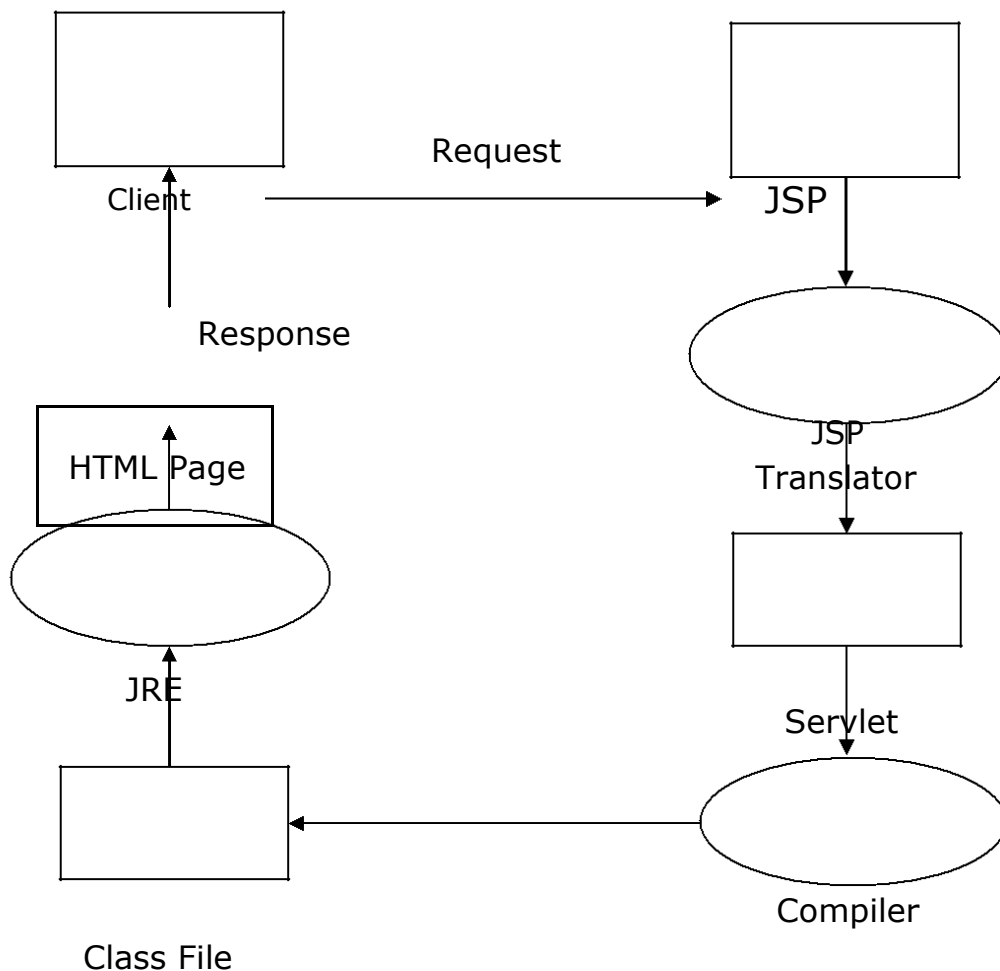 Request
Client
JSP
Response
JSP
Translator
HTML Page
JRE
Servlet
Compiler
Class File